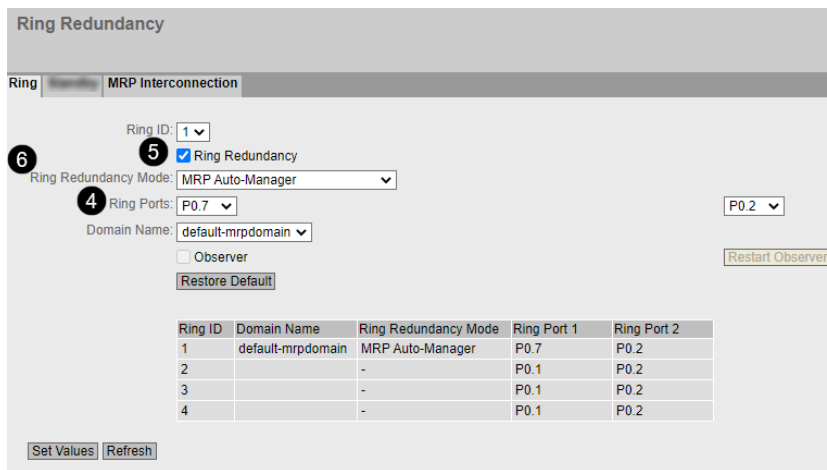 Ring Redundancy
Ring MRP Interconnection
Ring ID: 1
5 Ring Redundancy
6
Ring Redundancy Mode: MRP Auto-Manager
4 Ring Ports: P0.7 P0.2
Domain Name: default-mrpdomain
Observer Restart Observer
Restore Default
Ring ID Domain Name Ring Redundancy Mode Ring Port 1 Ring Port 2
1 default-mrpdomain MRP Auto-Manager P0.7 P0.2
2 - P0.1 P0.2
3 - P0.1 P0.2
4 - P0.1 P0.2
Set Values Refresh